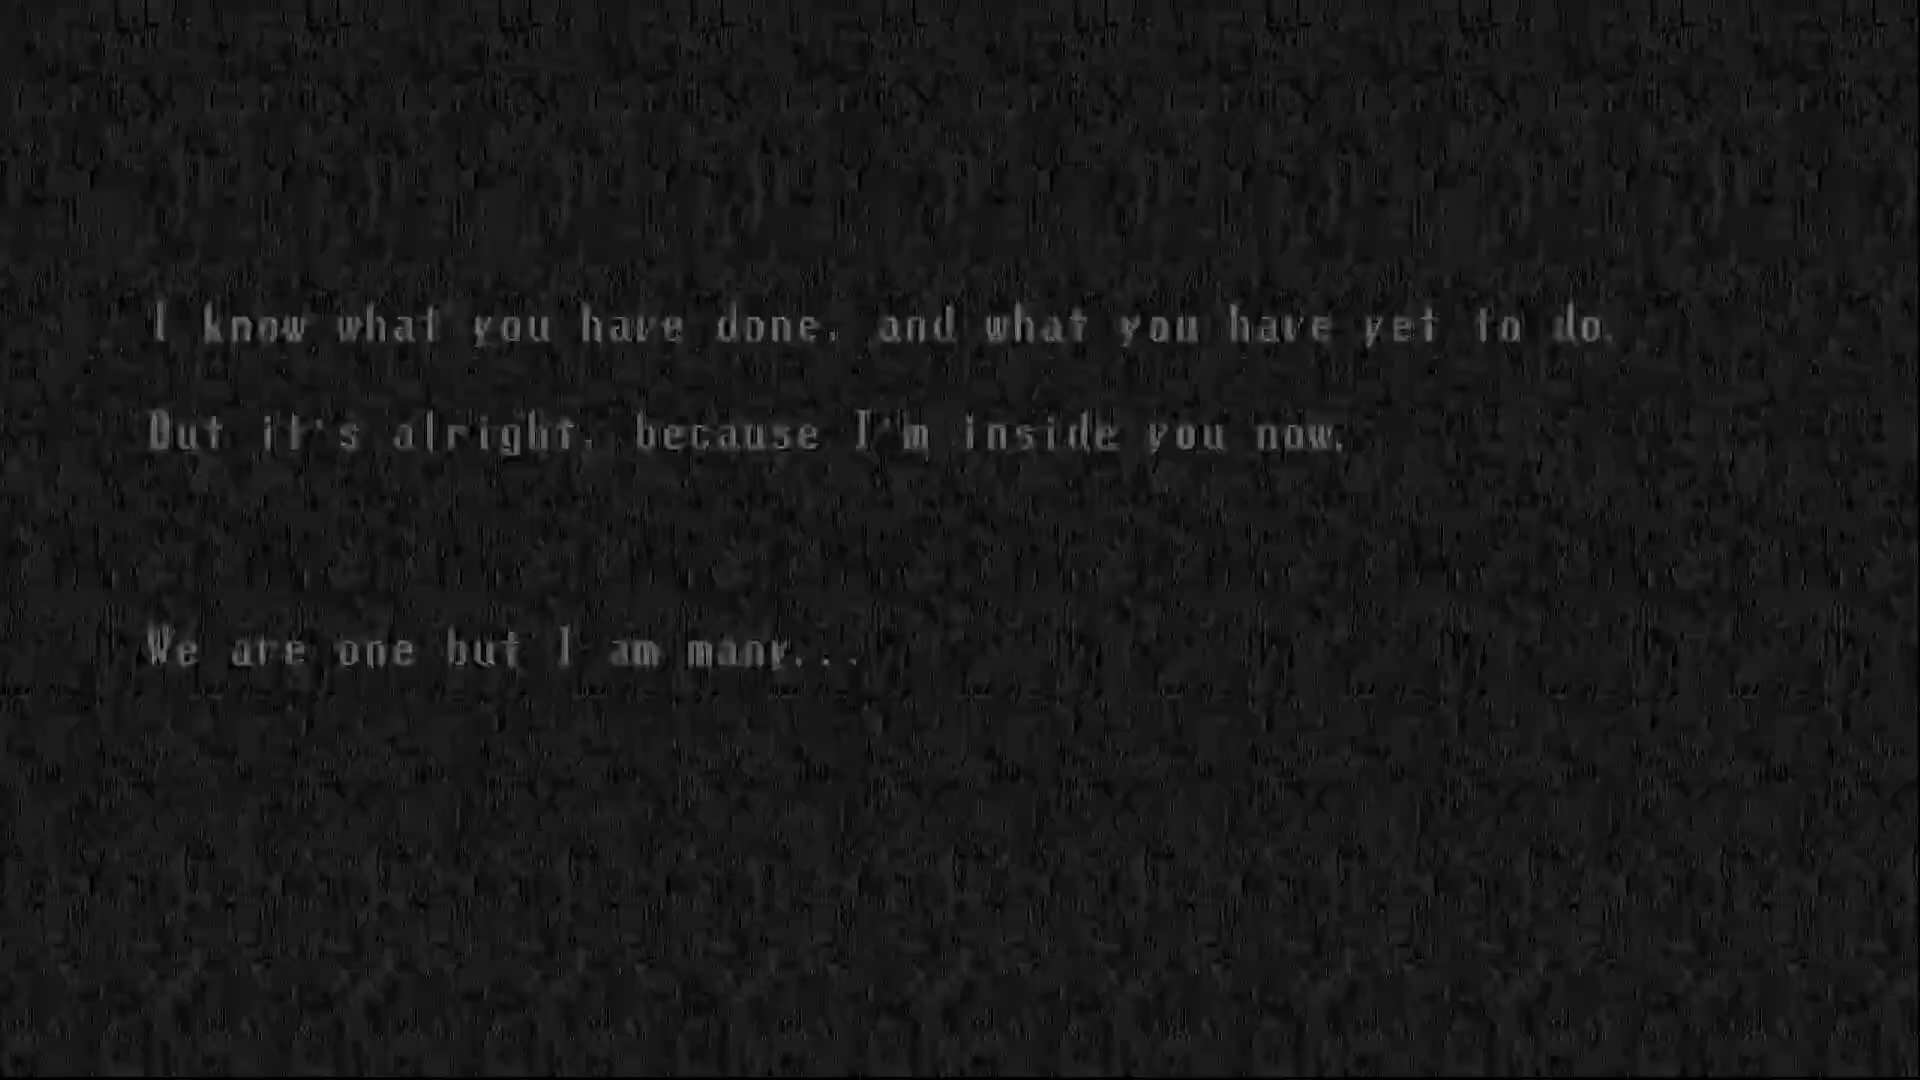 I know what you have done, and what you have yet to do.
But it's alright, because I'm inside you now.
We are one but I am many...